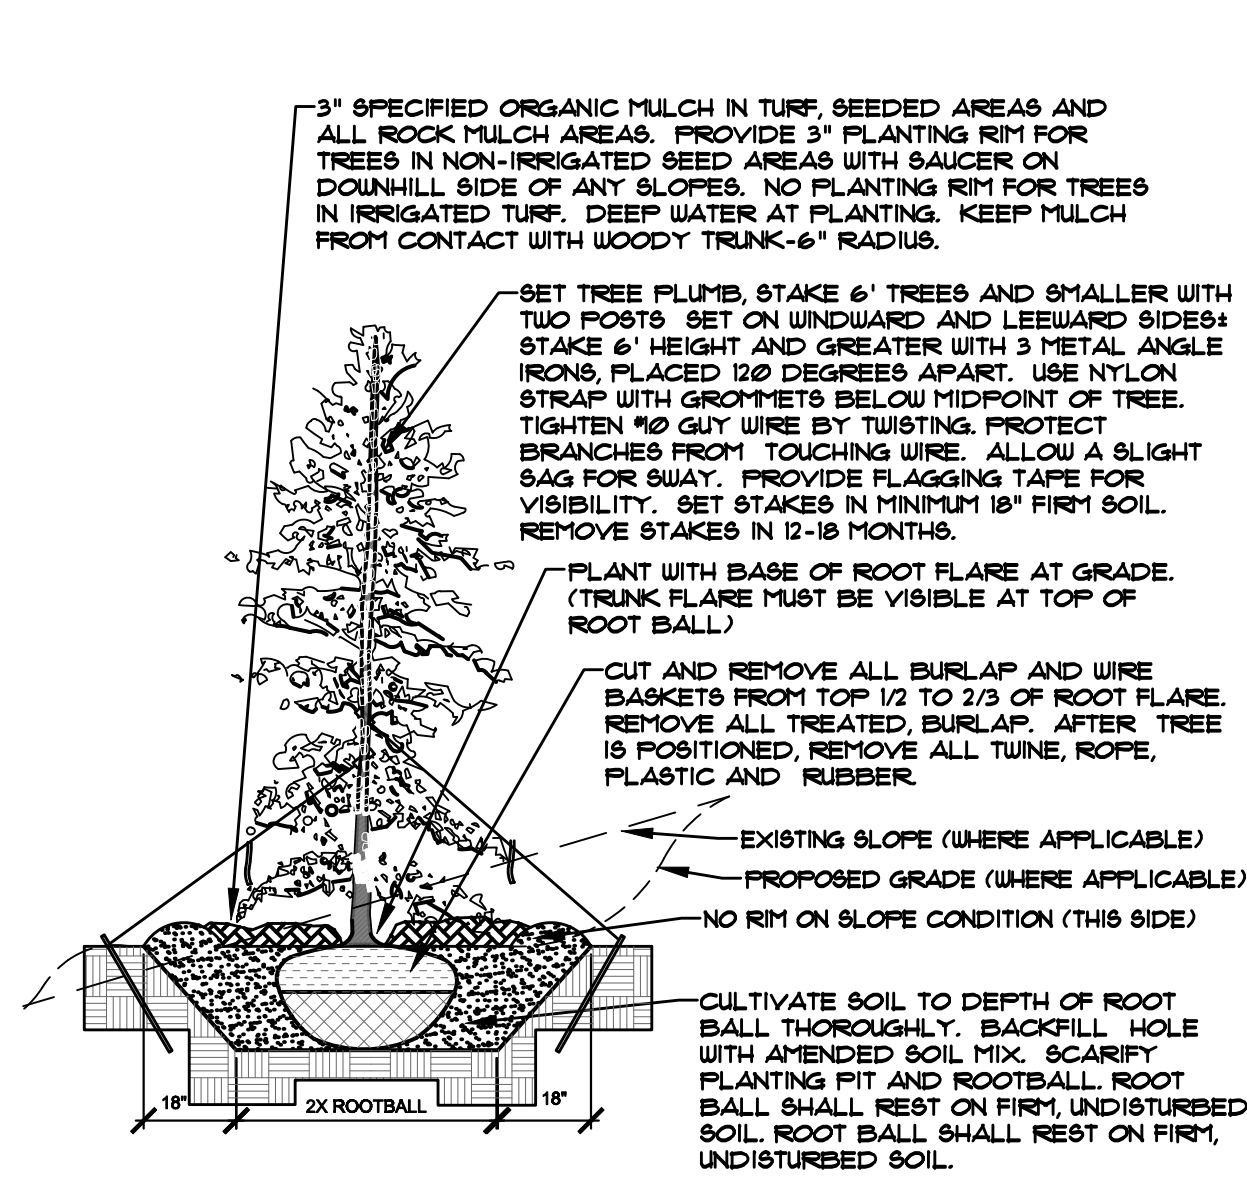 3" SPECIFIED ORGANIC MULCH IN TURF, SEEDED AREAS AND
ALL ROCK MULCH AREAS. PROVIDE 3" PLANTING RIM FOR
TREES IN NON-IRRIGATED SEED AREAS WITH SAUCER ON
DOWNHILL SIDE OF ANY SLOPES. NO PLANTING RIM FOR TREES
IN IRRIGATED TURF. DEEP WATER AT PLANTING. KEEP MULCH
FROM CONTACT WITH WOODY TRUNK-6" RADIUS.
SET TREE PLUMB, STAKE 6' TREES AND SMALLER WITH
TWO POSTS SET ON WINDWARD AND LEEWARD SIDES±
STAKE 6' HEIGHT AND GREATER WITH 3 METAL ANGLE
IRONS, PLACED 120 DEGREES APART. USE NYLON
STRAP WITH GROMMETS BELOW MIDPOINT OF TREE.
TIGHTEN #10 GUY WIRE BY TWISTING. PROTECT
BRANCHES FROM TOUCHING WIRE. ALLOW A SLIGHT
SAG FOR SWAY. PROVIDE FLAGGING TAPE FOR
VISIBILITY. SET STAKES IN MINIMUM 18" FIRM SOIL.
REMOVE STAKES IN 12-18 MONTHS.
PLANT WITH BASE OF ROOT FLARE AT GRADE.
(TRUNK FLARE MUST BE VISIBLE AT TOP OF
ROOT BALL)
CUT AND REMOVE ALL BURLAP AND WIRE
BASKETS FROM TOP 1/2 TO 2/3 OF ROOT FLARE.
REMOVE ALL TREATED, BURLAP. AFTER TREE
IS POSITIONED, REMOVE ALL TWINE, ROPE,
PLASTIC AND RUBBER.
EXISTING SLOPE (WHERE APPLICABLE)
PROPOSED GRADE (WHERE APPLICABLE)
NO RIM ON SLOPE CONDITION (THIS SIDE)
CULTIVATE SOIL TO DEPTH OF ROOT
BALL THOROUGHLY. BACKFILL HOLE
WITH AMENDED SOIL MIX. SCARIFY
PLANTING PIT AND ROOTBALL. ROOT
BALL SHALL REST ON FIRM, UNDISTURBED
SOIL. ROOT BALL SHALL REST ON FIRM,
UNDISTURBED SOIL.
18"
2X ROOTBALL
18"